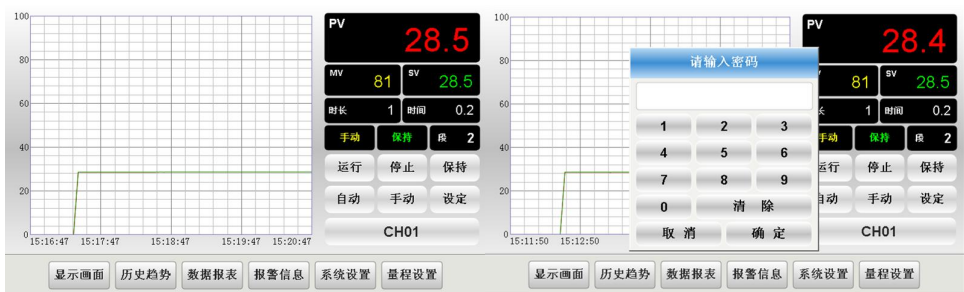 100
80
60
40
20
0
15:16:47 15:17:47 15:18:47 15:19:47 15:20:47
PV 28.5
MV 81 SV 28.5
时长 1 时间 0.2
手动 保持 段 2
运行 停止 保持
自动 手动 设定
CH01
显示画面 历史趋势 数据报表 报警信息 系统设置 量程设置
100
80
60
40
20
0
15:11:50 15:12:50
请输入密码
1 2 3
4 5 6
7 8 9
0 清 除
取 消 确 定
PV 28.4
81 SV 28.5
1 时间 0.2
手动 保持 段 2
运行 停止 保持
自动 手动 设定
CH01
显示画面 历史趋势 数据报表 报警信息 系统设置 量程设置